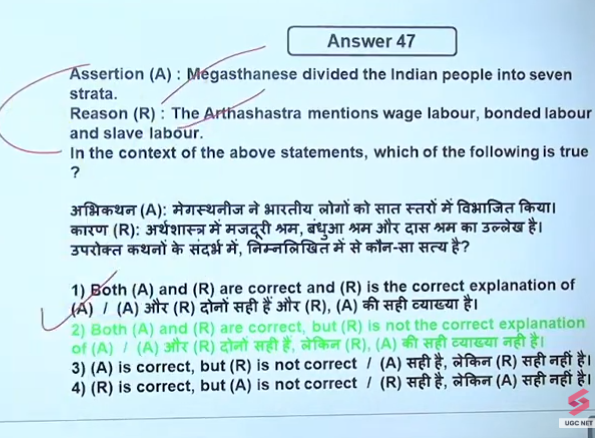 Answer 47
Assertion (A) : Megasthanese divided the Indian people into seven
strata.
Reason (R) : The Arthashastra mentions wage labour, bonded labour
and slave labour.
In the context of the above statements, which of the following is true
?
अभिकथन (A): मेगस्थनीज ने भारतीय लोगों को सात स्तरों में विभाजित किया।
कारण (R): अर्थशास्त्र में मजदूरी श्रम, बंधुआ श्रम और दास श्रम का उल्लेख है।
उपरोक्त कथनों के संदर्भ में, निम्नलिखित में से कौन-सा सत्य है?
1) Both (A) and (R) are correct and (R) is the correct explanation of
(A) / (A) और (R) दोनों सही हैं और (R), (A) की सही व्याख्या है।
2) Both (A) and (R) are correct, but (R) is not the correct explanation
of (A) / (A) और (R) दोनों सही हैं, लेकिन (R), (A) की सही व्याख्या नहीं है।
3) (A) is correct, but (R) is not correct / (A) सही है, लेकिन (R) सही नहीं है।
4) (R) is correct, but (A) is not correct / (R) सही है, लेकिन (A) सही नहीं है।
UGC NET